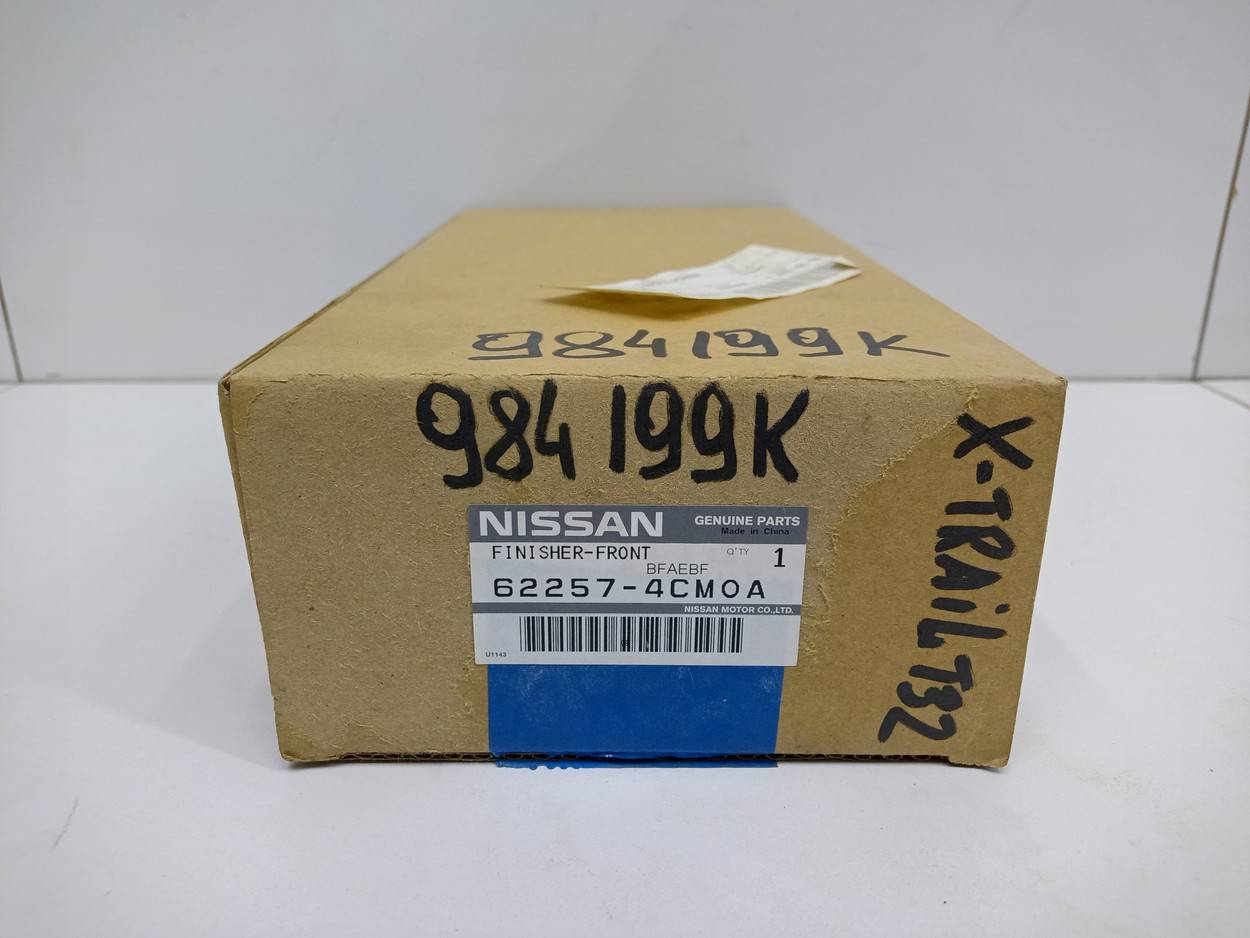 984199K
984199K
X-TRAiL T32
NISSAN GENUINE PARTS
Made in China
FINISHER-FRONT Q'TY 1
BFAEBF
62257-4CM0A
NISSAN MOTOR CO.,LTD.
U1143